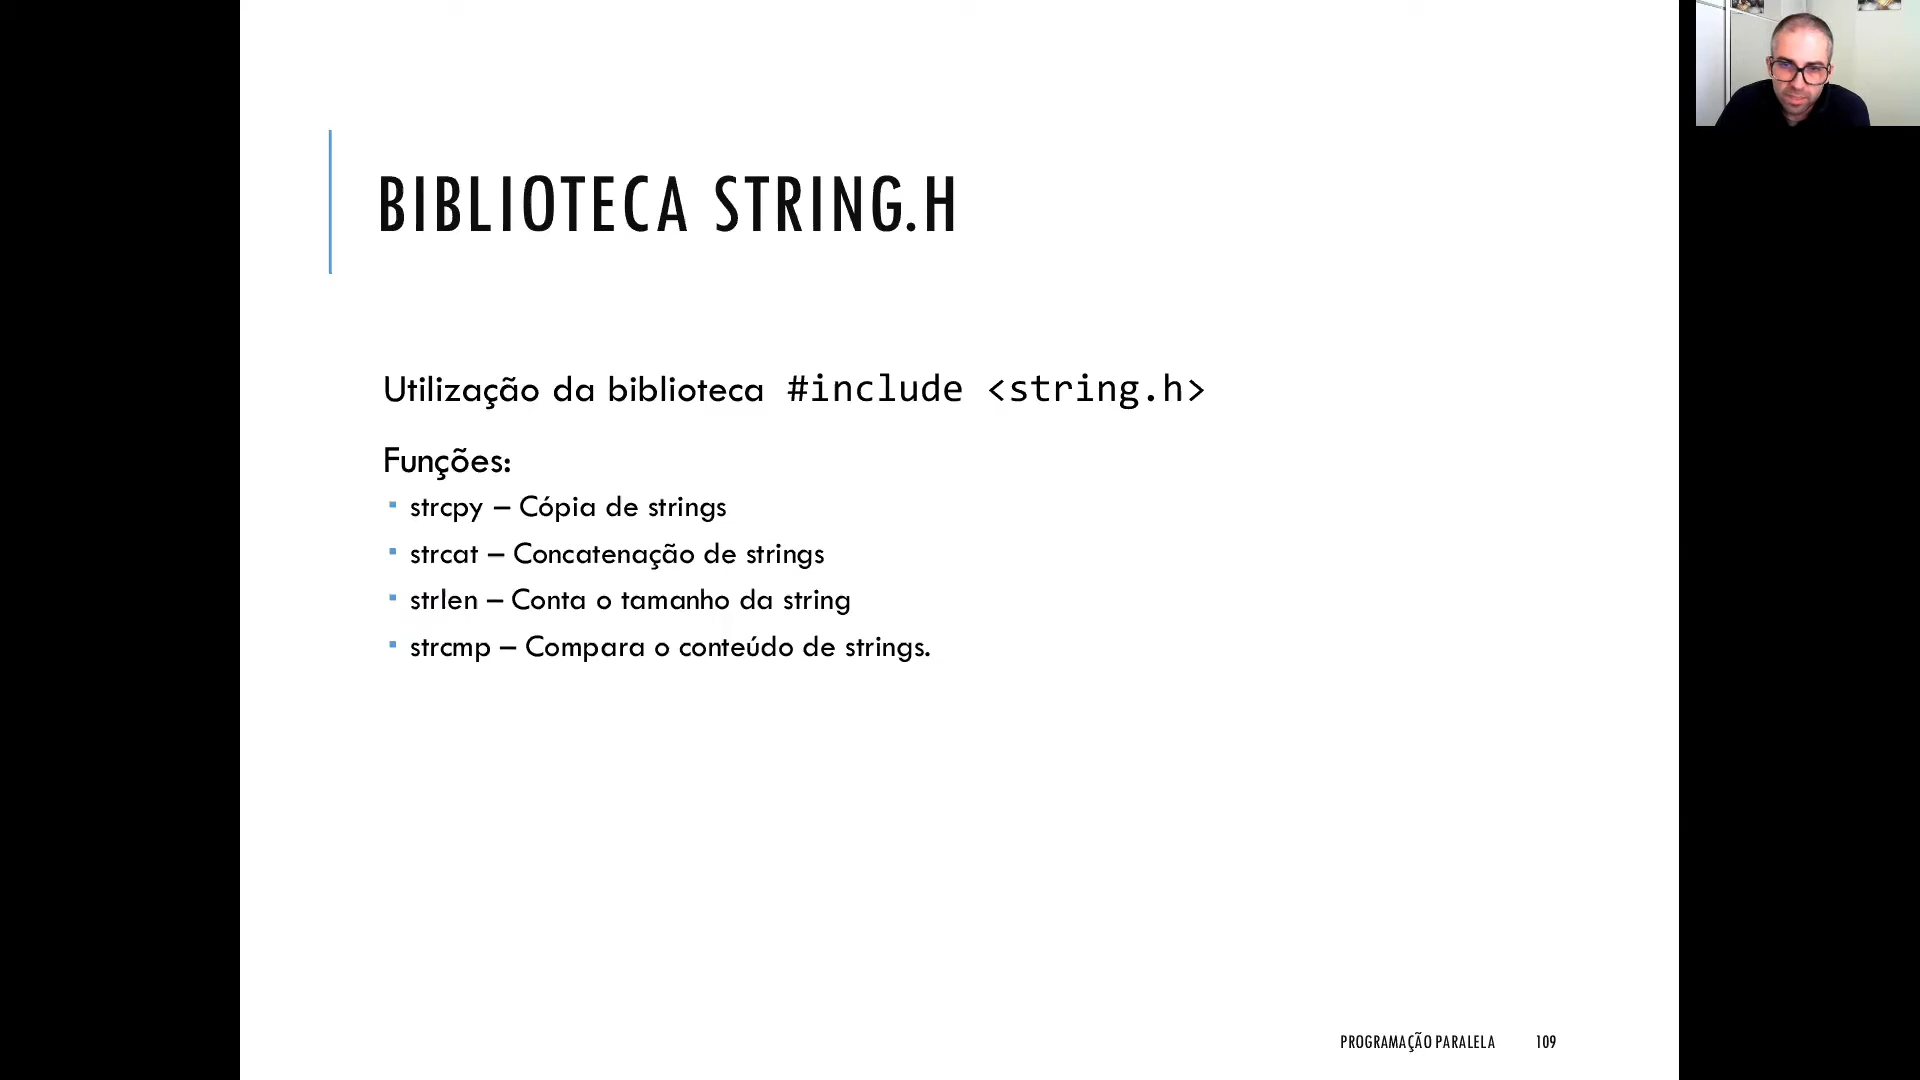 BIBLIOTECA STRING.H
Utilização da biblioteca #include <string.h>
Funções:
▪ strcpy – Cópia de strings
▪ strcat – Concatenação de strings
▪ strlen – Conta o tamanho da string
▪ strcmp – Compara o conteúdo de strings.
PROGRAMAÇÃO PARALELA 109